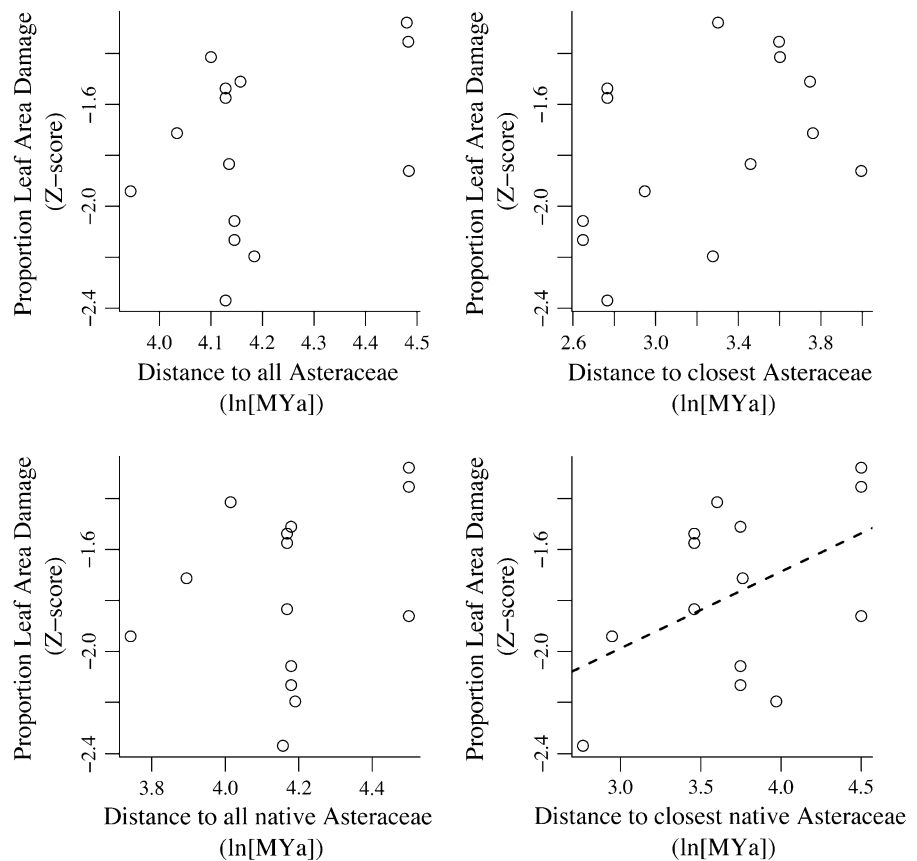 Proportion Leaf Area Damage
(Z−score)
−1.6
−2.0
−2.4
4.0 4.1 4.2 4.3 4.4 4.5
Distance to all Asteraceae
(ln[MYa])
Proportion Leaf Area Damage
(Z−score)
−1.6
−2.0
−2.4
2.6 3.0 3.4 3.8
Distance to closest Asteraceae
(ln[MYa])
Proportion Leaf Area Damage
(Z−score)
−1.6
−2.0
−2.4
3.8 4.0 4.2 4.4
Distance to all native Asteraceae
(ln[MYa])
Proportion Leaf Area Damage
(Z−score)
−1.6
−2.0
−2.4
3.0 3.5 4.0 4.5
Distance to closest native Asteraceae
(ln[MYa])